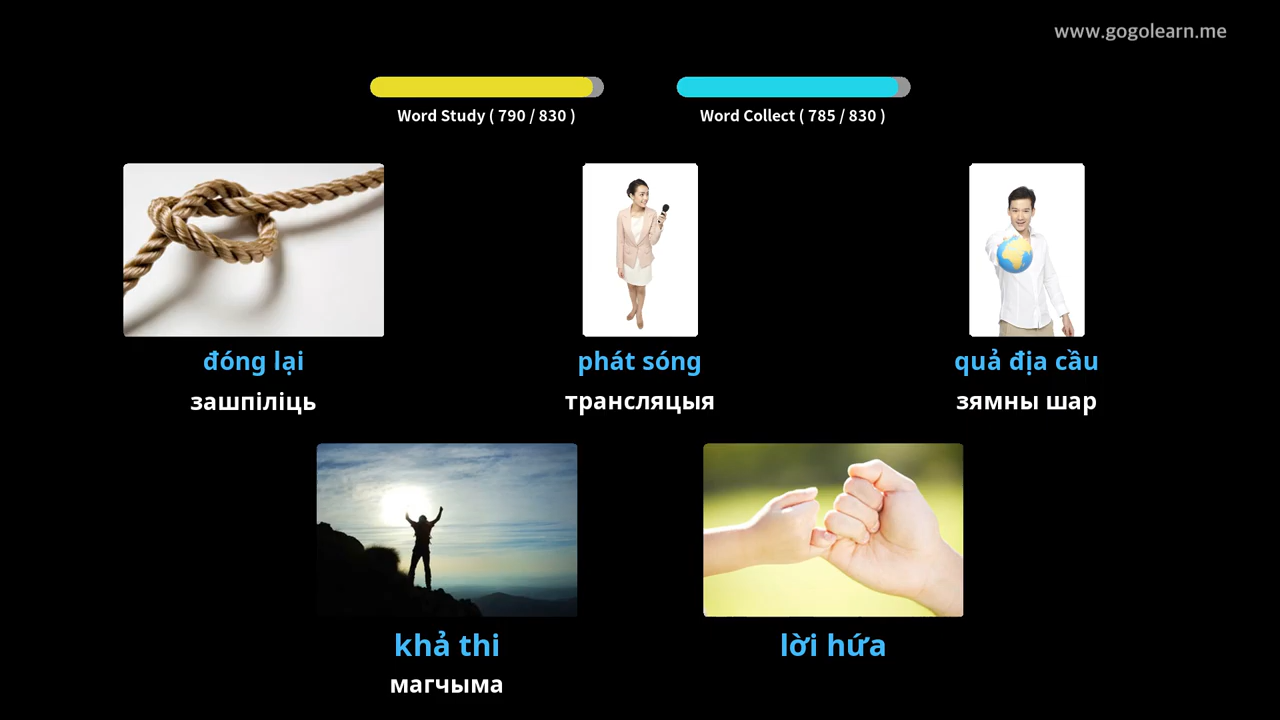 www.gogolearn.me
Word Study ( 790 / 830 )
Word Collect ( 785 / 830 )
đóng lại
phát sóng
quả địa cầu
зашпіліць
трансляцыя
зямны шар
khả thi
lời hứa
магчыма